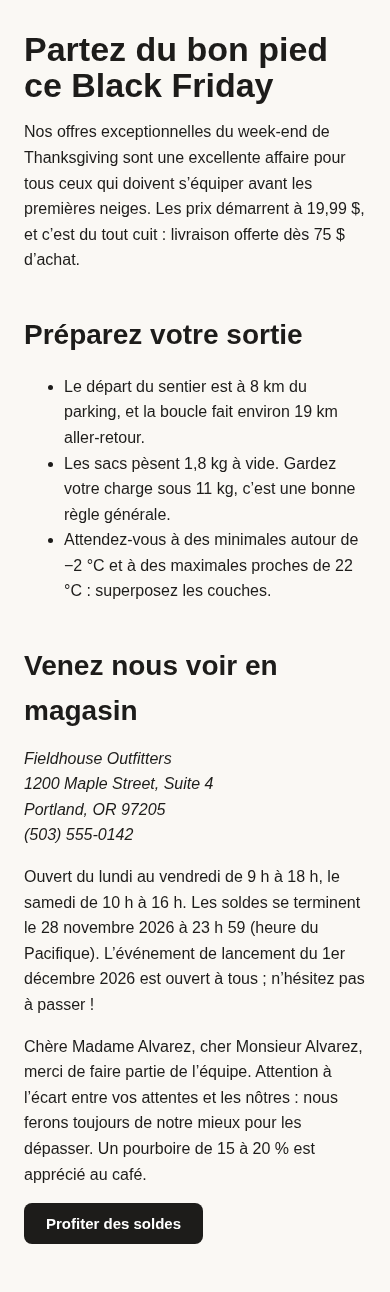 Partez du bon pied
ce Black Friday
Nos offres exceptionnelles du week-end de
Thanksgiving sont une excellente affaire pour
tous ceux qui doivent s’équiper avant les
premières neiges. Les prix démarrent à 19,99 $,
et c’est du tout cuit : livraison offerte dès 75 $
d’achat.
Préparez votre sortie
• Le départ du sentier est à 8 km du
parking, et la boucle fait environ 19 km
aller-retour.
• Les sacs pèsent 1,8 kg à vide. Gardez
votre charge sous 11 kg, c’est une bonne
règle générale.
• Attendez-vous à des minimales autour de
−2 °C et à des maximales proches de 22
°C : superposez les couches.
Venez nous voir en
magasin
Fieldhouse Outfitters
1200 Maple Street, Suite 4
Portland, OR 97205
(503) 555-0142
Ouvert du lundi au vendredi de 9 h à 18 h, le
samedi de 10 h à 16 h. Les soldes se terminent
le 28 novembre 2026 à 23 h 59 (heure du
Pacifique). L’événement de lancement du 1er
décembre 2026 est ouvert à tous ; n’hésitez pas
à passer !
Chère Madame Alvarez, cher Monsieur Alvarez,
merci de faire partie de l’équipe. Attention à
l’écart entre vos attentes et les nôtres : nous
ferons toujours de notre mieux pour les
dépasser. Un pourboire de 15 à 20 % est
apprécié au café.
Profiter des soldes